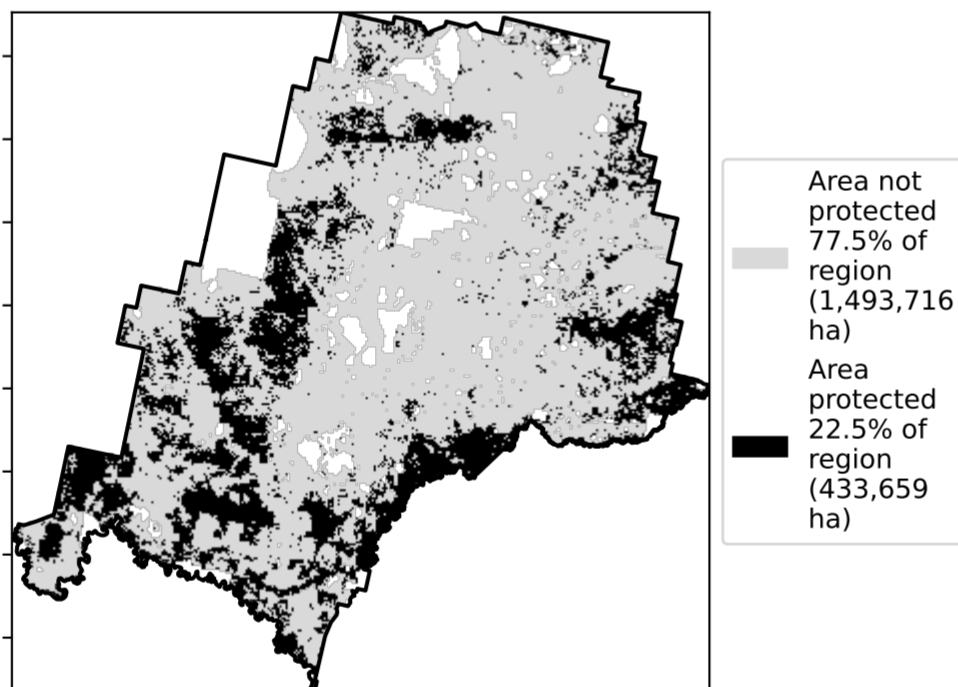 Area not
protected
77.5% of
region
(1,493,716
ha)
Area
protected
22.5% of
region
(433,659
ha)